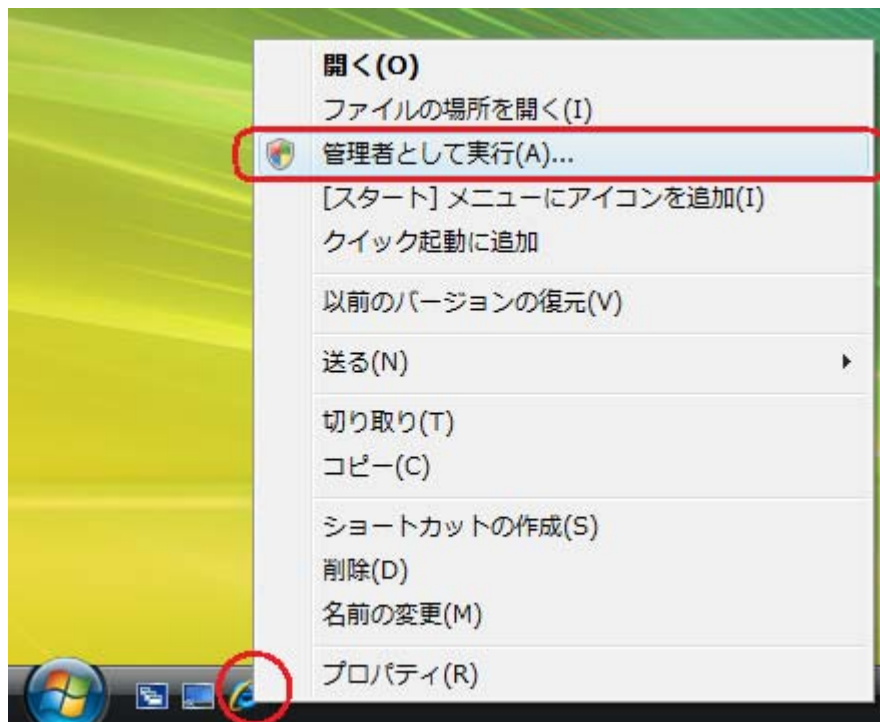 開く(O)
ファイルの場所を開く(I)
管理者として実行(A)...
[スタート] メニューにアイコンを追加(I)
クイック起動に追加
以前のバージョンの復元(V)
送る(N)
切り取り(T)
コピー(C)
ショートカットの作成(S)
削除(D)
名前の変更(M)
プロパティ(R)